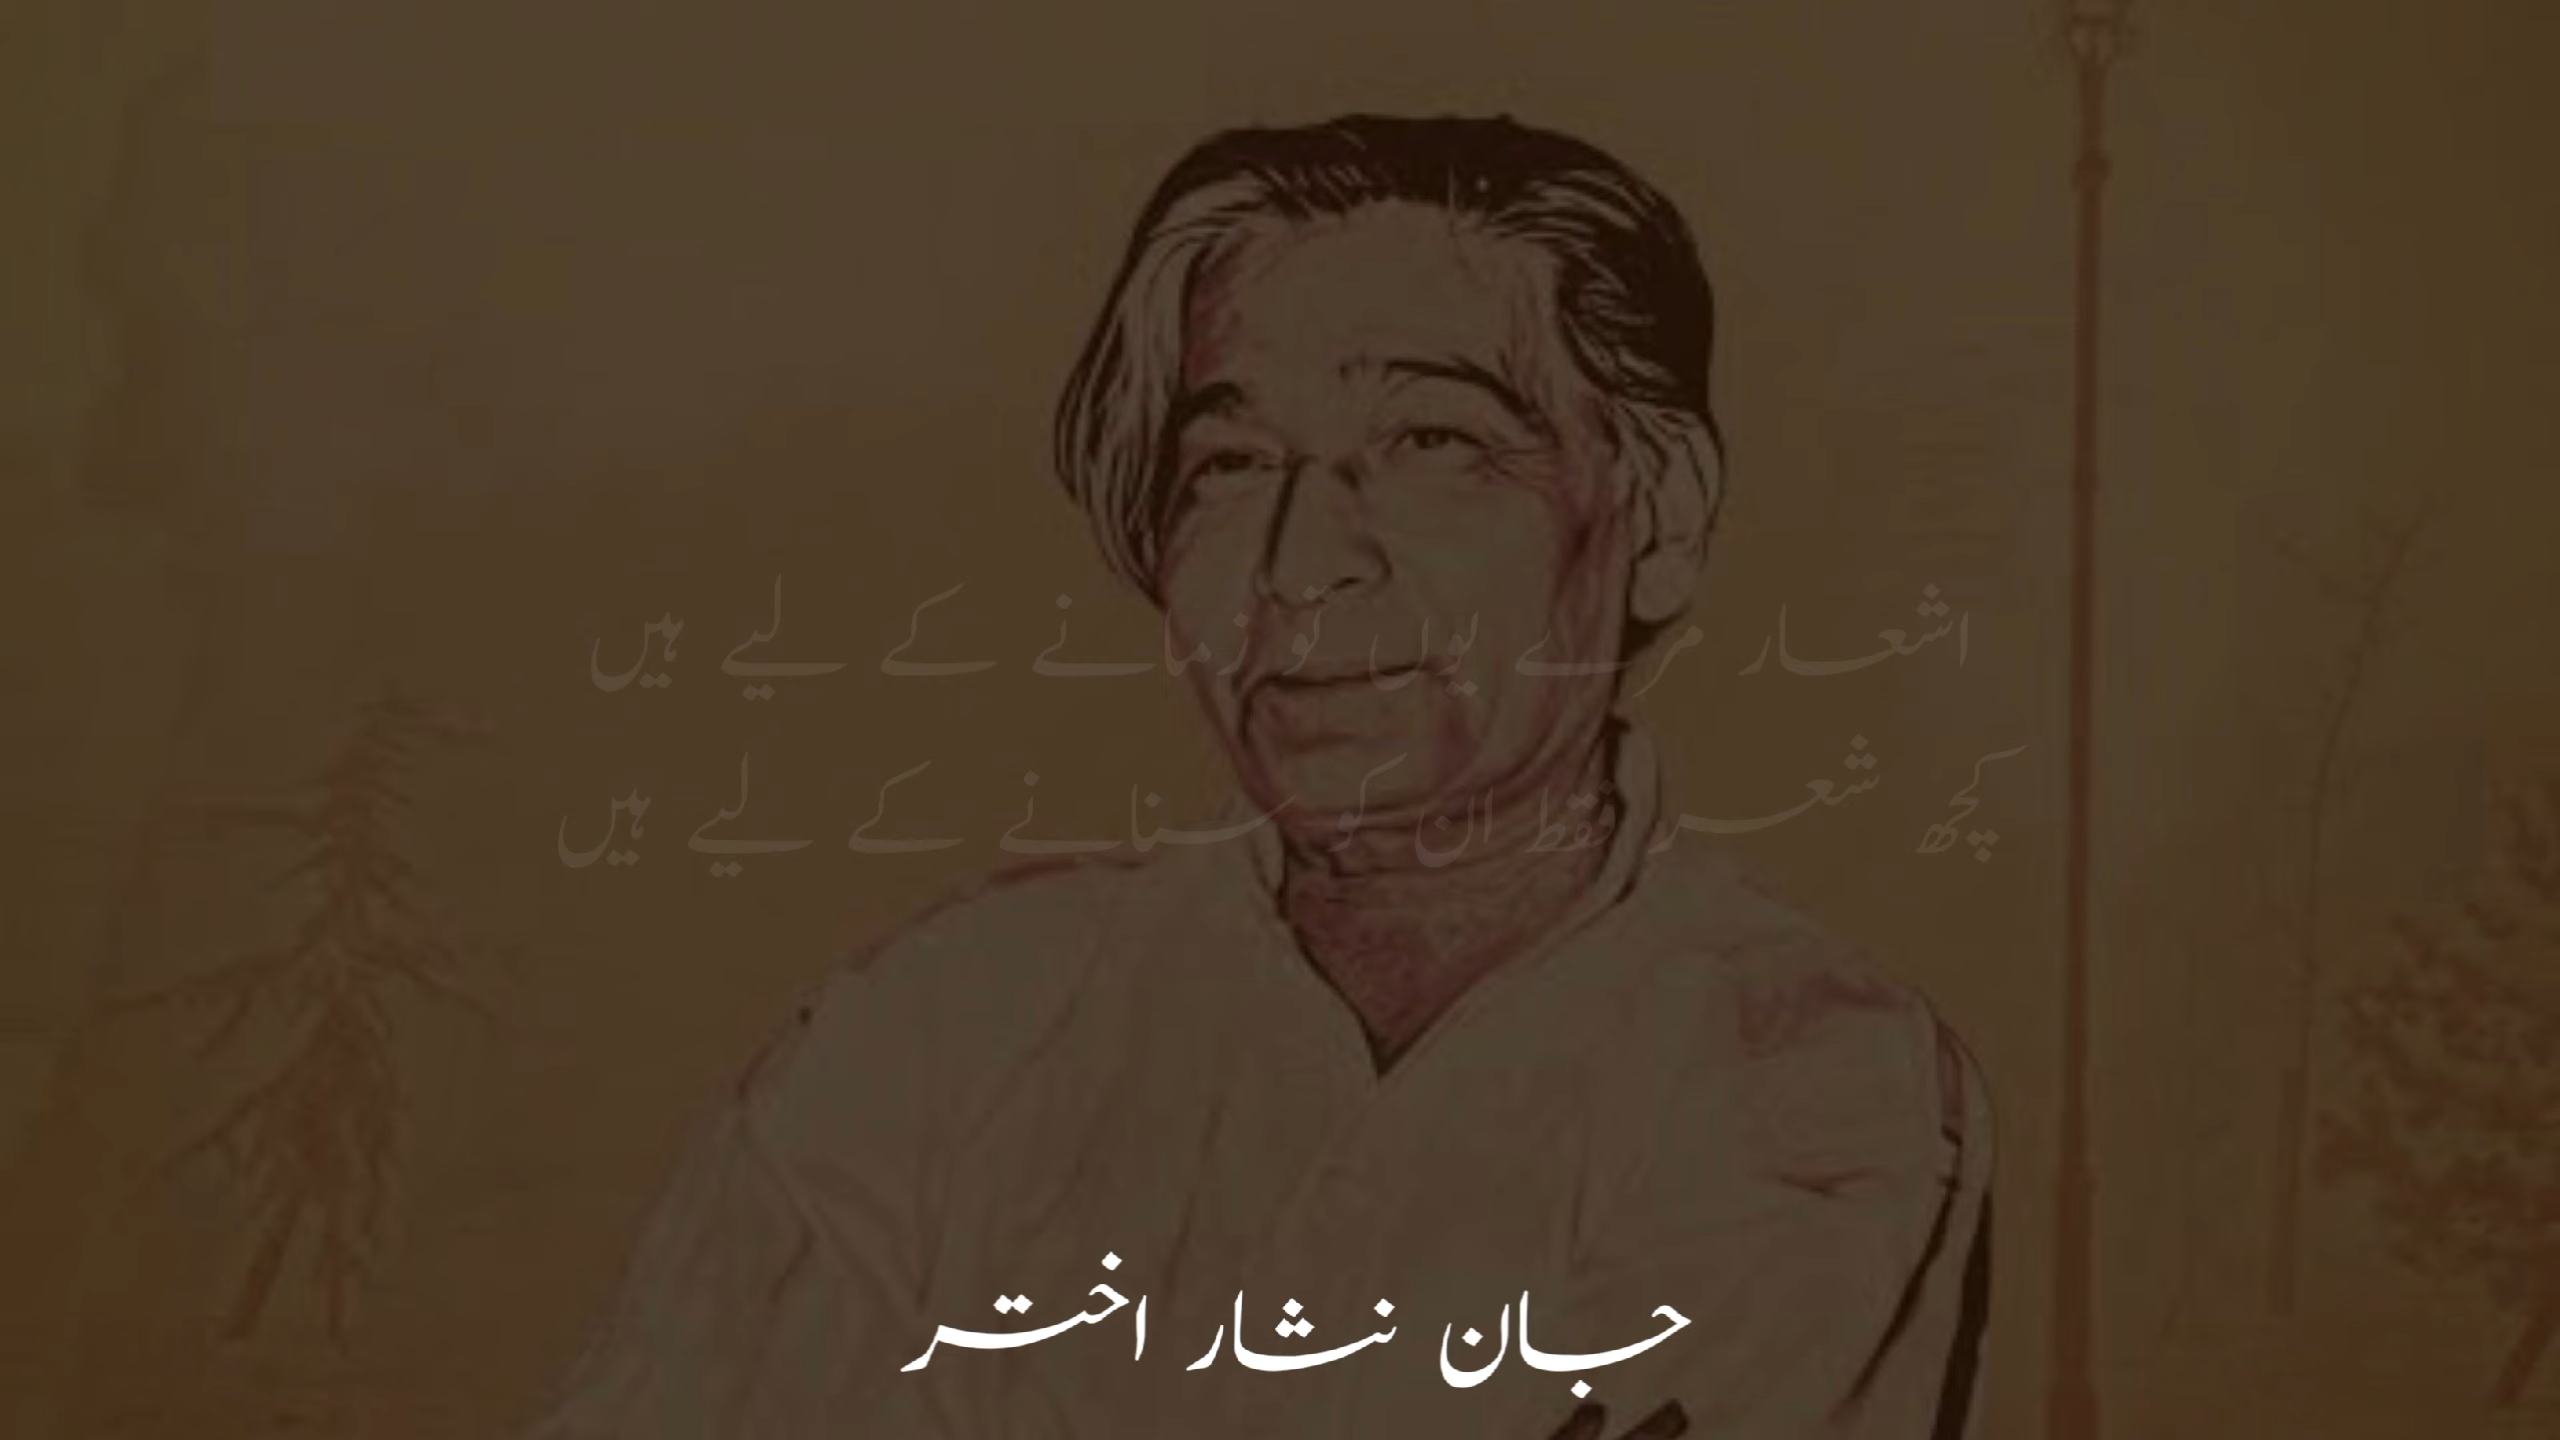 اشعار مرے یوں تو زمانے کے لیے ہیں
کچھ شعر فقط ان کو سنانے کے لیے ہیں
جان نثار اختر